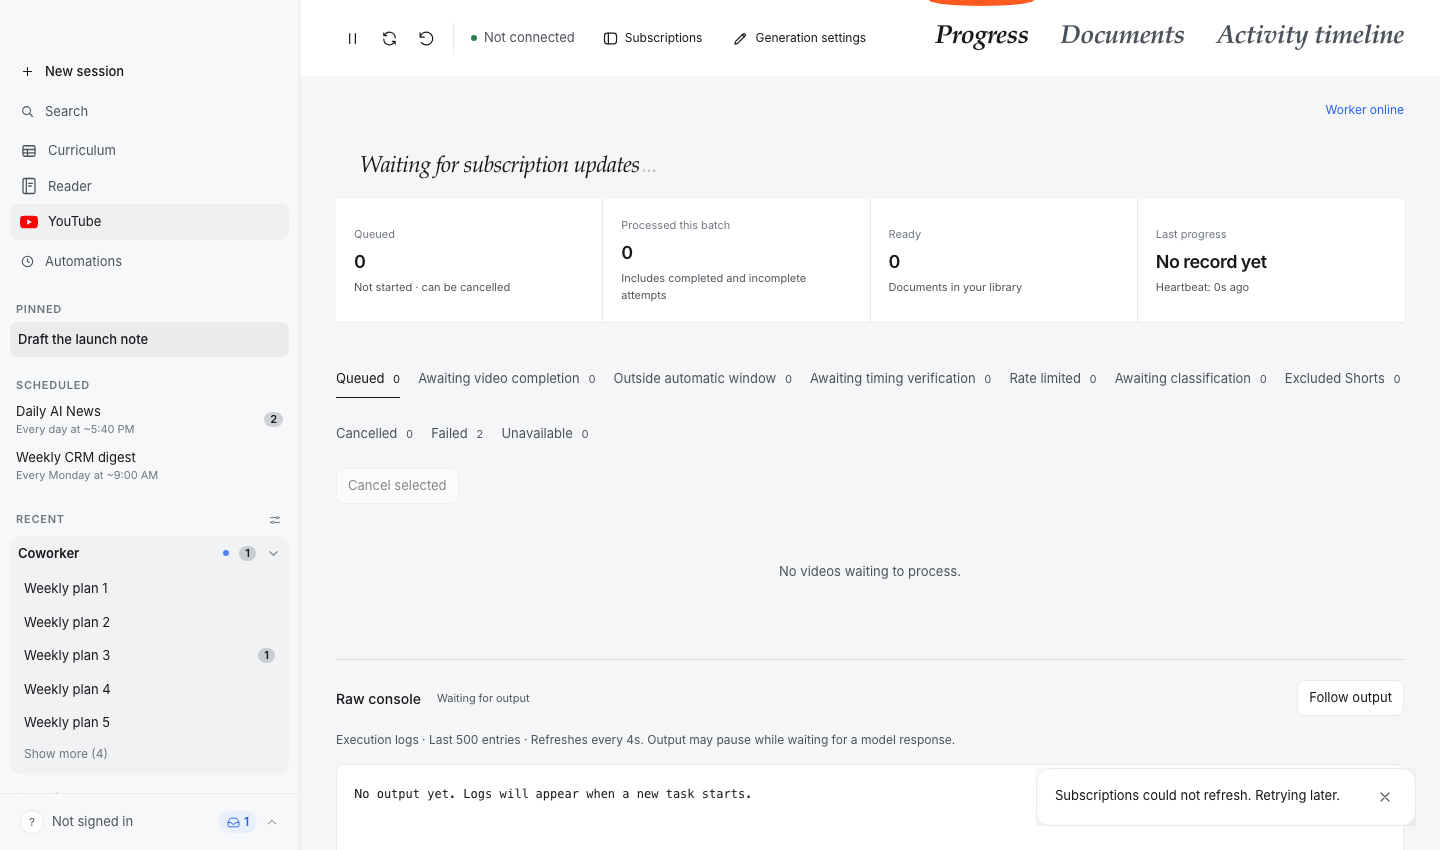 New session
Search
Curriculum
Reader
YouTube
Automations
PINNED
Draft the launch note
SCHEDULED
Daily AI News
2
Every day at ~5:40 PM
Weekly CRM digest
Every Monday at ~9:00 AM
RECENT
Coworker
1
Weekly plan 1
Weekly plan 2
Weekly plan 3
1
Weekly plan 4
Weekly plan 5
Show more (4)
? Not signed in
1
Not connected
Subscriptions
Generation settings
Progress
Documents
Activity timeline
Worker online
Waiting for subscription updates...
Queued
0
Not started · can be cancelled
Processed this batch
0
Includes completed and incomplete
attempts
Ready
0
Documents in your library
Last progress
No record yet
Heartbeat: 0s ago
Queued 0 Awaiting video completion 0 Outside automatic window 0 Awaiting timing verification 0 Rate limited 0 Awaiting classification 0 Excluded Shorts 0
Cancelled 0 Failed 2 Unavailable 0
Cancel selected
No videos waiting to process.
Raw console Waiting for output
Follow output
Execution logs · Last 500 entries · Refreshes every 4s. Output may pause while waiting for a model response.
No output yet. Logs will appear when a new task starts.
Subscriptions could not refresh. Retrying later.